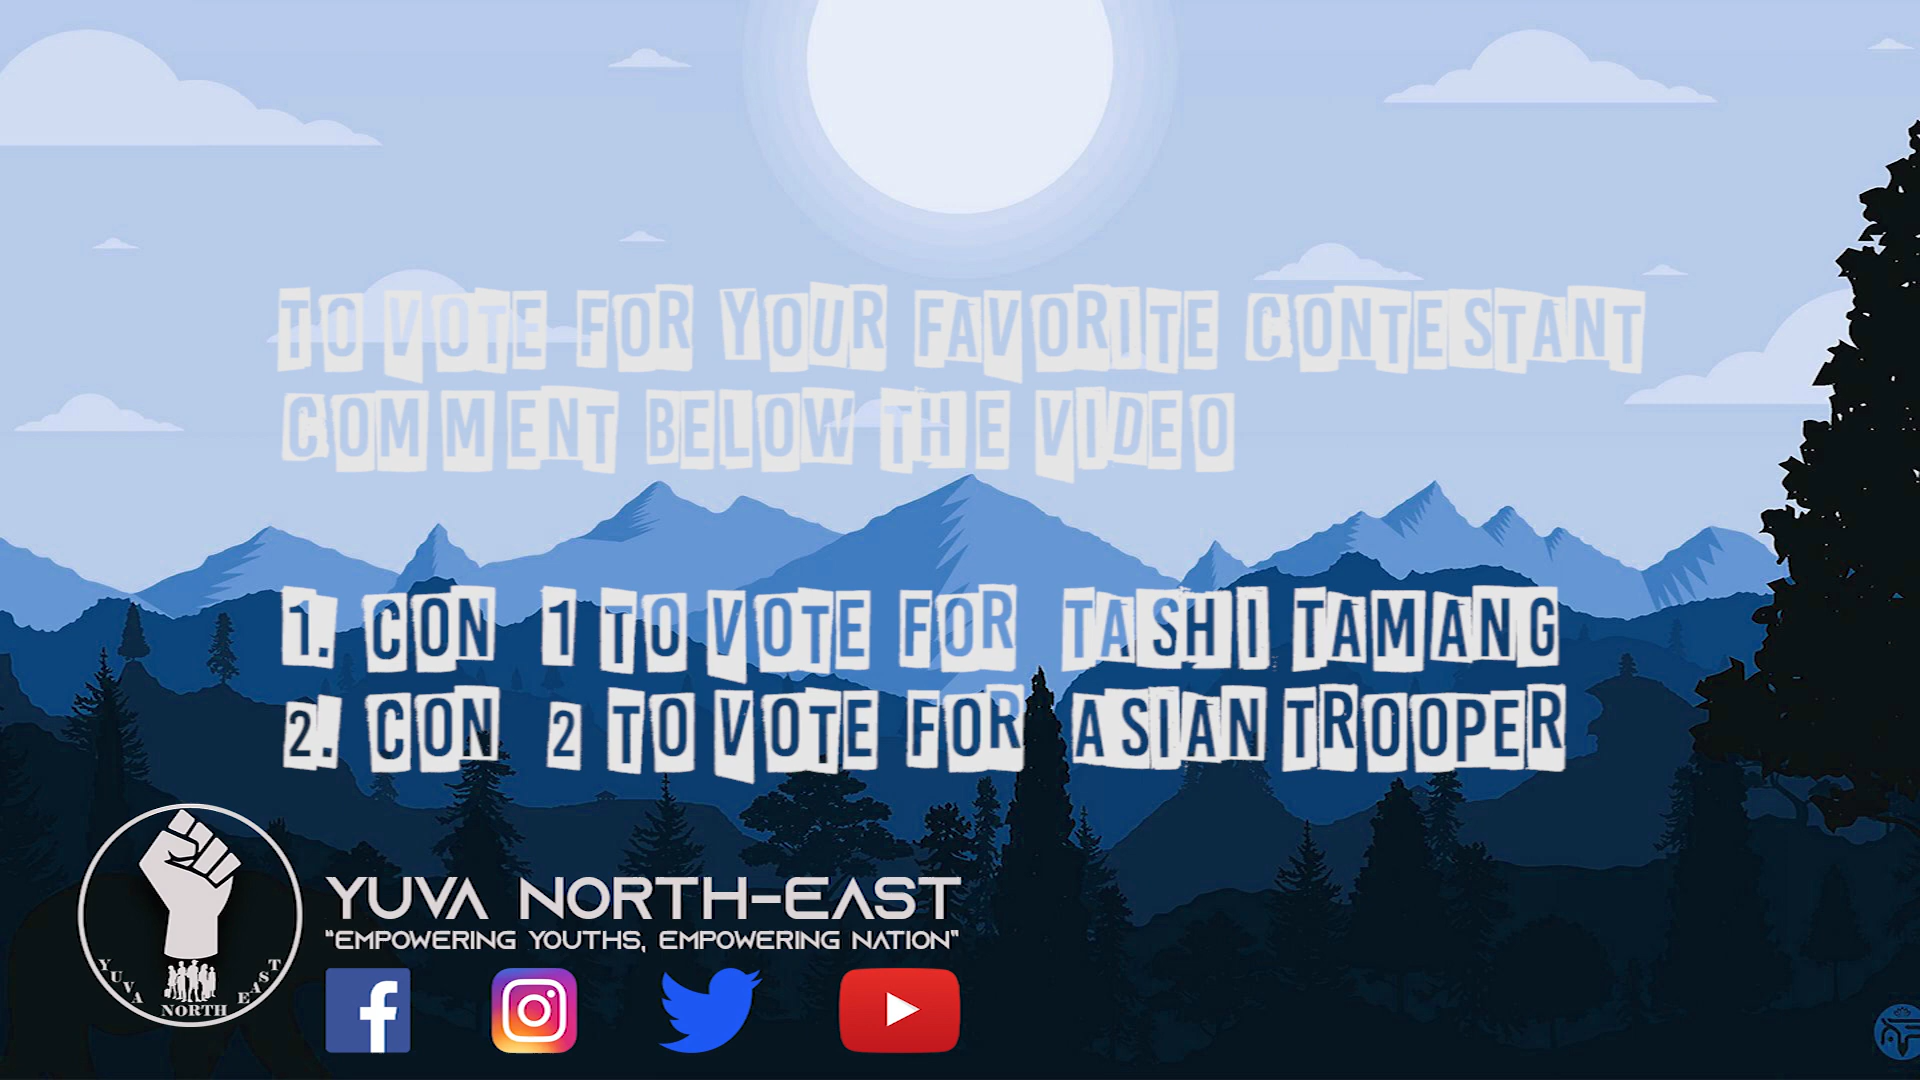 TO VOTE FOR YOUR FAVORITE CONTESTANT
COMMENT BELOW THE VIDEO
1. CON 1 TO VOTE FOR TASHI TAMANG
2. CON 2 TO VOTE FOR ASIAN TROOPER
YUVA NORTH-EAST
"EMPOWERING YOUTHS, EMPOWERING NATION"
YUVA NORTH EAST